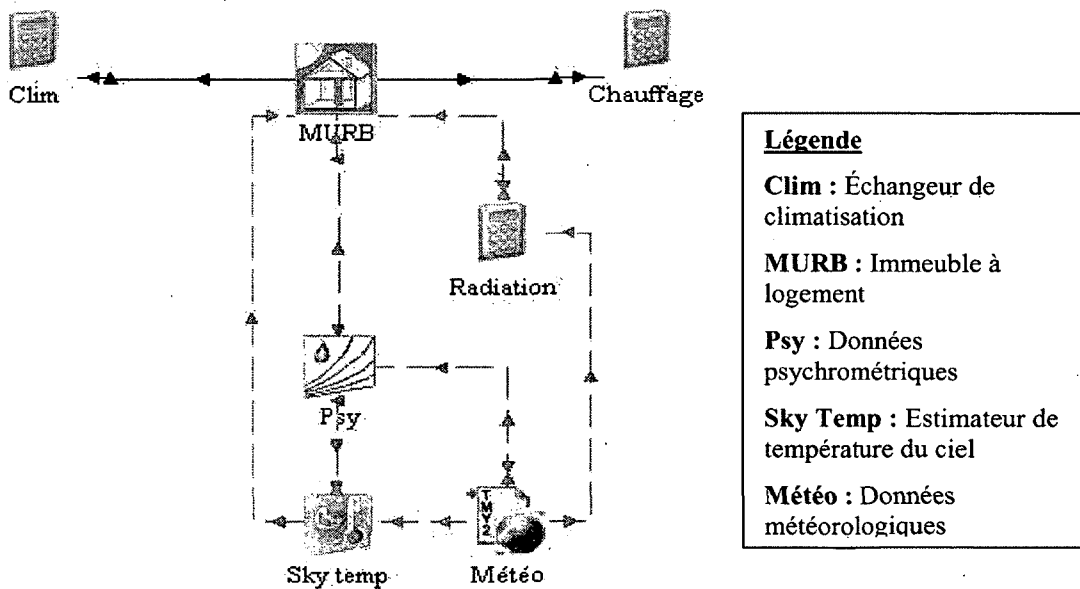 Clim
MURB
Chauffage
Radiation
Psy
TMY2
Sky temp
Météo
Légende
Clim : Échangeur de
climatisation
MURB : Immeuble à
logement
Psy : Données
psychrométriques
Sky Temp : Estimateur de
température du ciel
Météo : Données
météorologiques